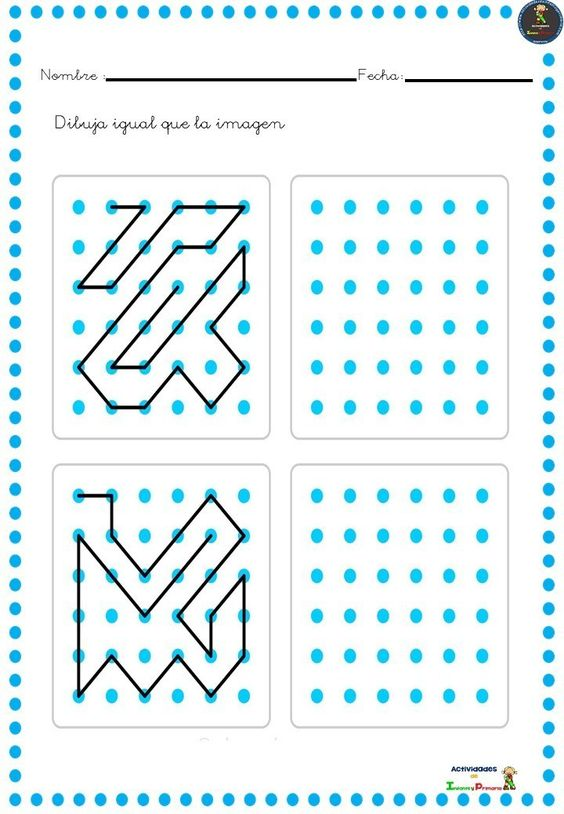 Nombre : Fecha:
Dibuja igual que la imagen
Actividades
de
Infantil y Primaria